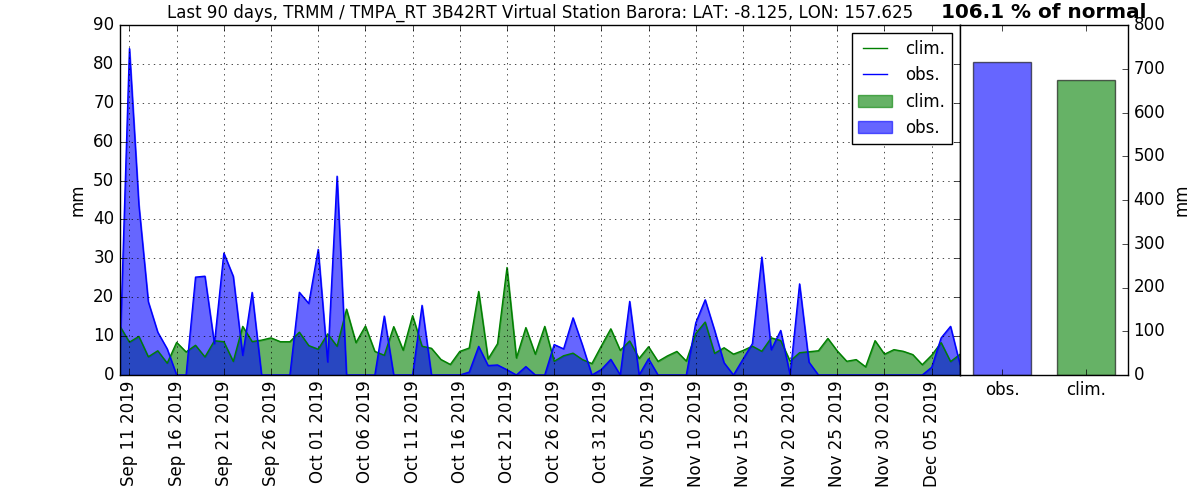 Last 90 days, TRMM / TMPA_RT 3B42RT Virtual Station Barora: LAT: -8.125, LON: 157.625
106.1 % of normal
90
80
70
60
50
40
30
20
10
0
mm
clim.
obs.
clim.
obs.
800
700
600
500
400
300
200
100
0
mm
Sep 11 2019
Sep 16 2019
Sep 21 2019
Sep 26 2019
Oct 01 2019
Oct 06 2019
Oct 11 2019
Oct 16 2019
Oct 21 2019
Oct 26 2019
Oct 31 2019
Nov 05 2019
Nov 10 2019
Nov 15 2019
Nov 20 2019
Nov 25 2019
Nov 30 2019
Dec 05 2019
obs.
clim.